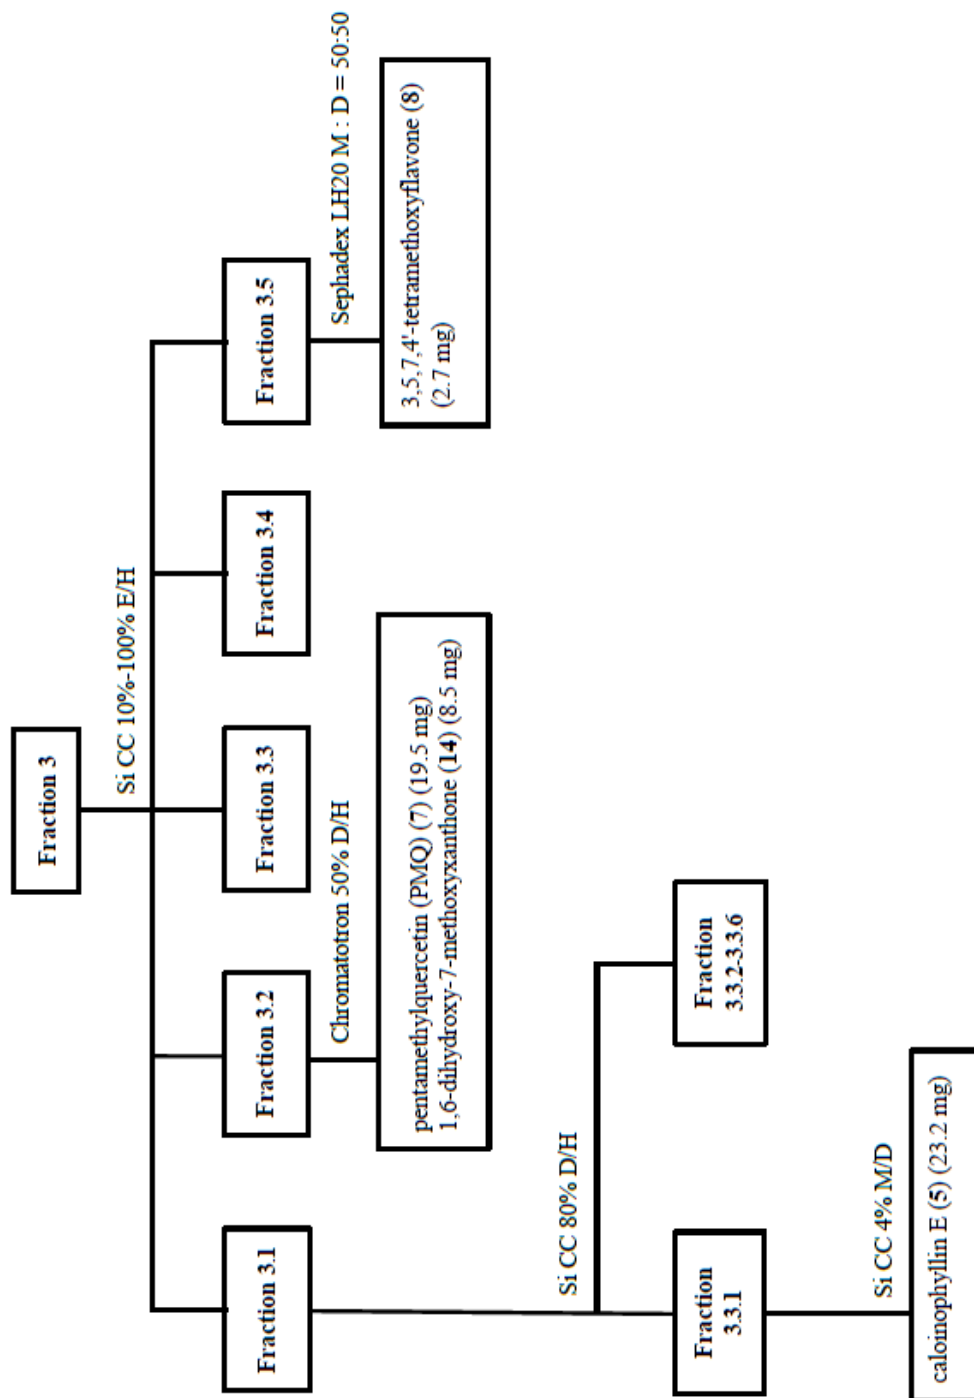 Fraction 3
Si CC 10%-100% E/H
Fraction 3.1
Fraction 3.2
Fraction 3.3
Fraction 3.4
Fraction 3.5
Chromatotron 50% D/H
Sephadex LH20 M : D = 50:50
pentamethylquercetin (PMQ) (7) (19.5 mg)
1,6-dihydroxy-7-methoxyxanthone (14) (8.5 mg)
3,5,7,4'-tetramethoxyflavone (8)
(2.7 mg)
Si CC 80% D/H
Fraction
3.3.1
Fraction
3.3.2-3.3.6
Si CC 4% M/D
caloinophyllin E (5) (23.2 mg)